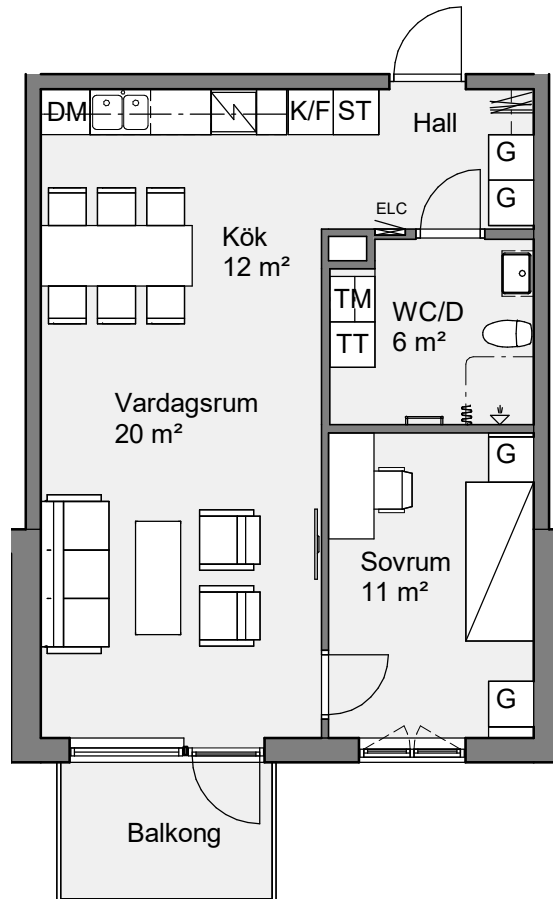 DM
K/F
ST
Hall
G
G
ELC
Kök
12 m²
TM
TT
WC/D
6 m²
Vardagsrum
20 m²
G
Sovrum
11 m²
G
Balkong